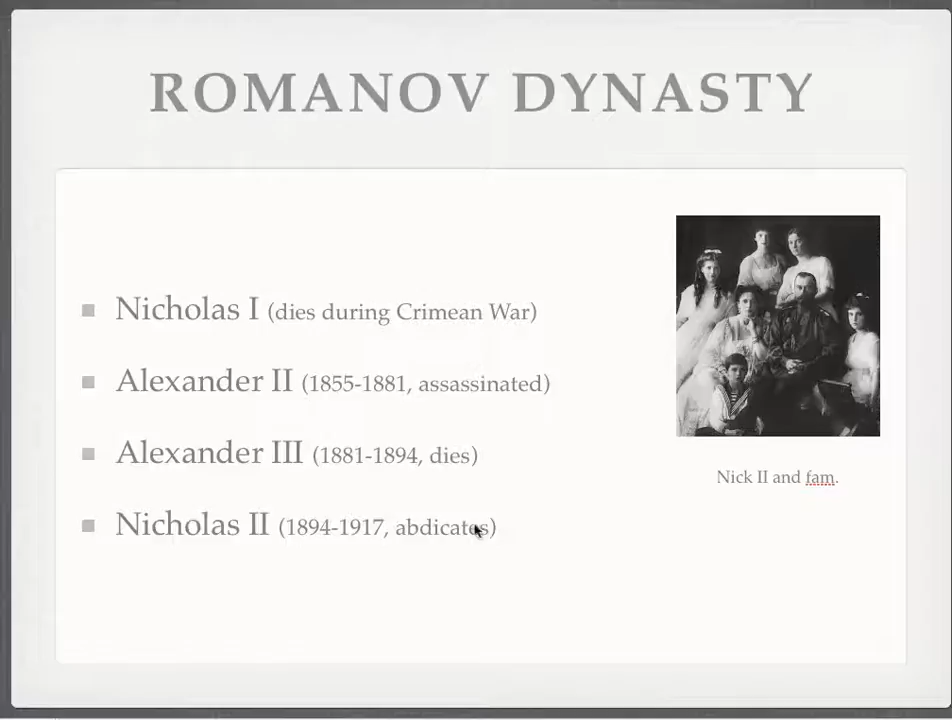 ROMANOV DYNASTY
Nicholas I (dies during Crimean War)
Alexander II (1855-1881, assassinated)
Alexander III (1881-1894, dies)
Nicholas II (1894-1917, abdicates)
Nick II and fam.